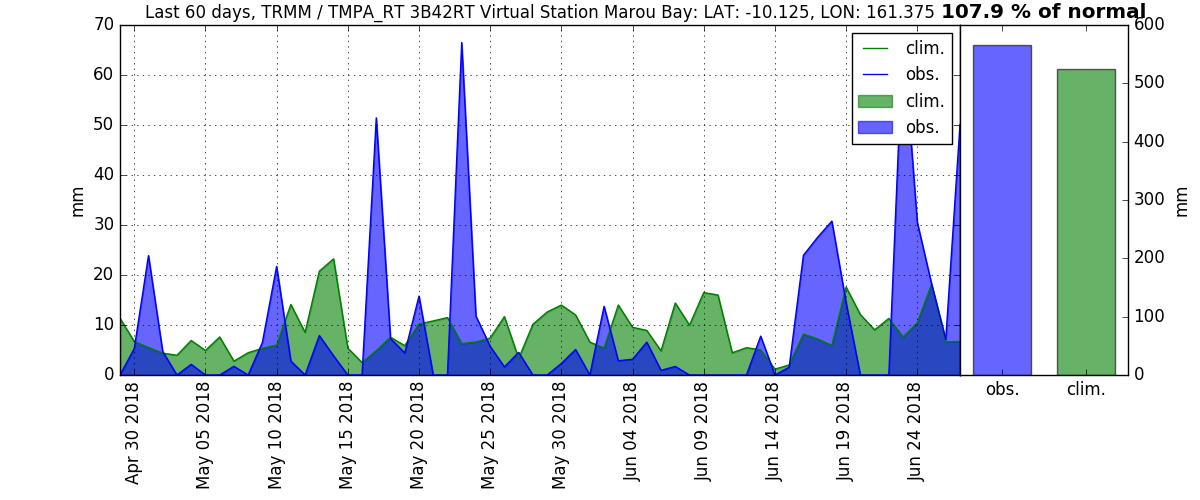 Last 60 days, TRMM / TMPA_RT 3B42RT Virtual Station Marou Bay: LAT: -10.125, LON: 161.375 107.9 % of normal
70
60
50
40
30
20
10
0
mm
clim.
obs.
clim.
obs.
600
500
400
300
200
100
0
mm
obs.
clim.
Apr 30 2018
May 05 2018
May 10 2018
May 15 2018
May 20 2018
May 25 2018
May 30 2018
Jun 04 2018
Jun 09 2018
Jun 14 2018
Jun 19 2018
Jun 24 2018